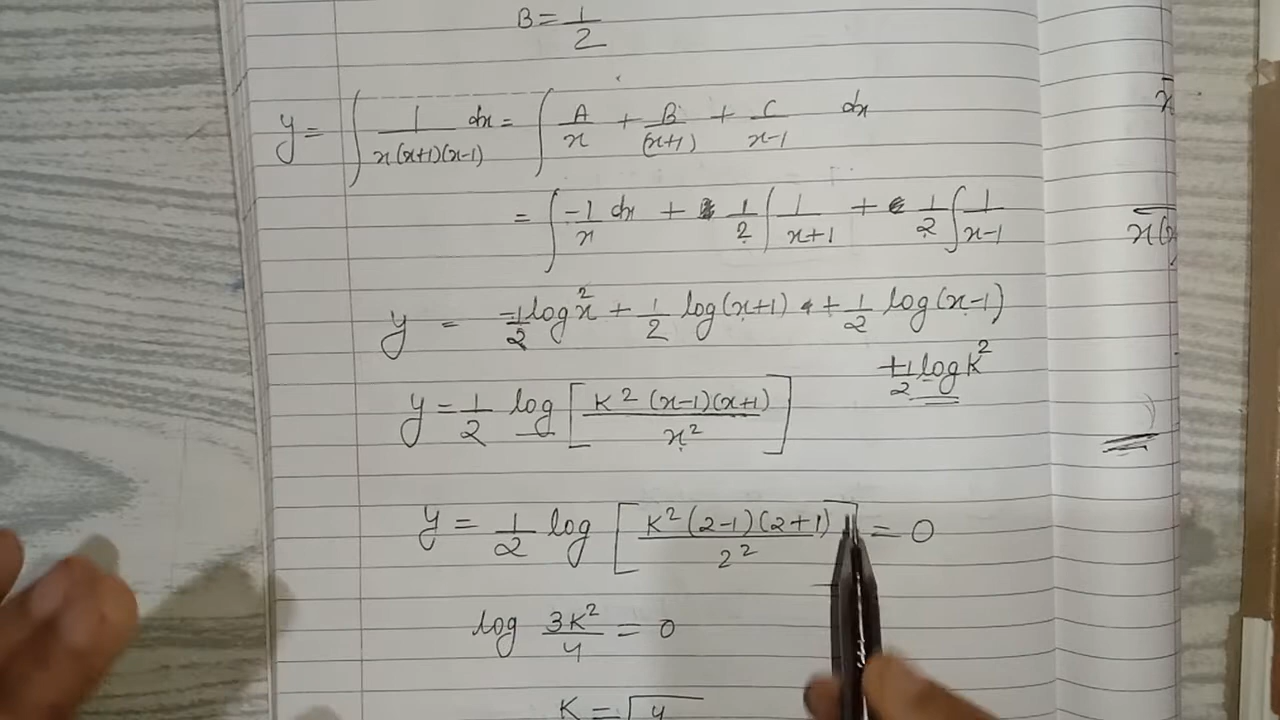 B = 1/2
y = ∫ 1/x(x+1)(x-1) dx = ∫ A/x + B/(x+1) + C/x-1 dx
= ∫ -1/x dx + 1/2 ∫ 1/x+1 + 1/2 ∫ 1/x-1
y = -1/2 log x² + 1/2 log(x+1) + 1/2 log(x-1)
+1/2 log K²
y = 1/2 log [K² (x-1)(x+1)/x²]
y = 1/2 log [K² (2-1)(2+1)/2²] = 0
log 3K²/4 = 0
K = √4